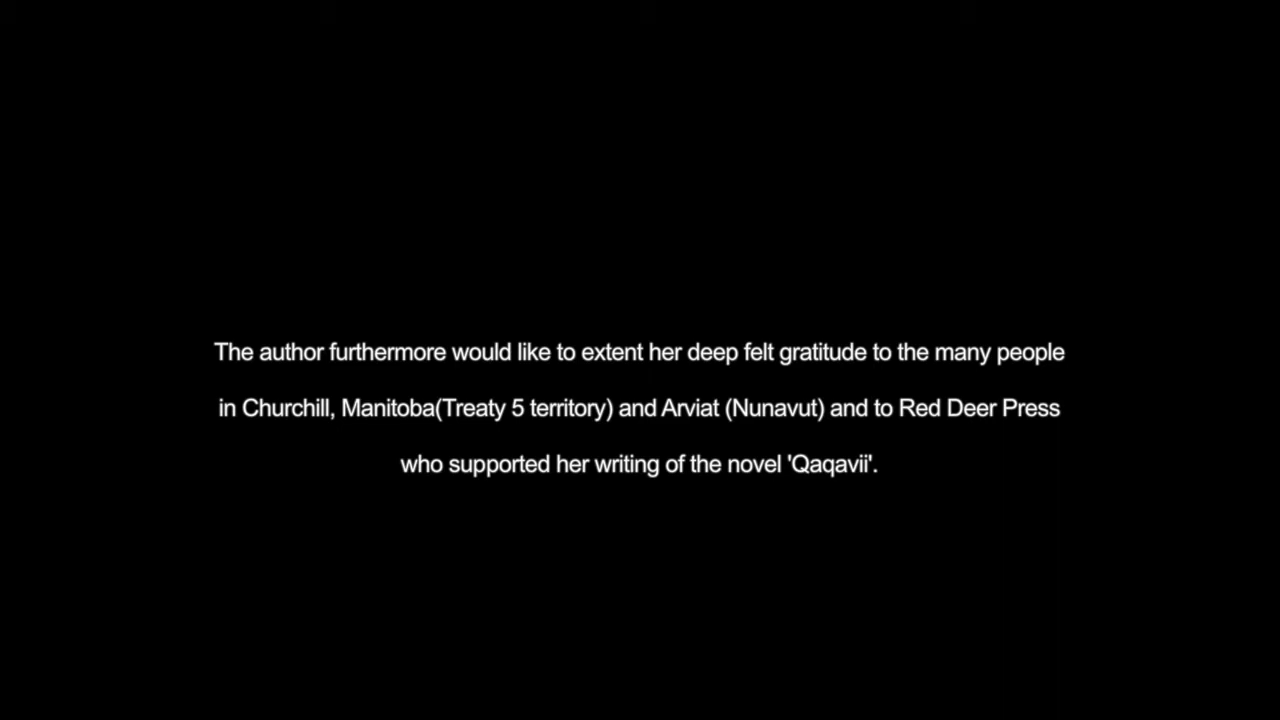 The author furthermore would like to extent her deep felt gratitude to the many people
in Churchill, Manitoba(Treaty 5 territory) and Arviat (Nunavut) and to Red Deer Press
who supported her writing of the novel 'Qaqavii'.